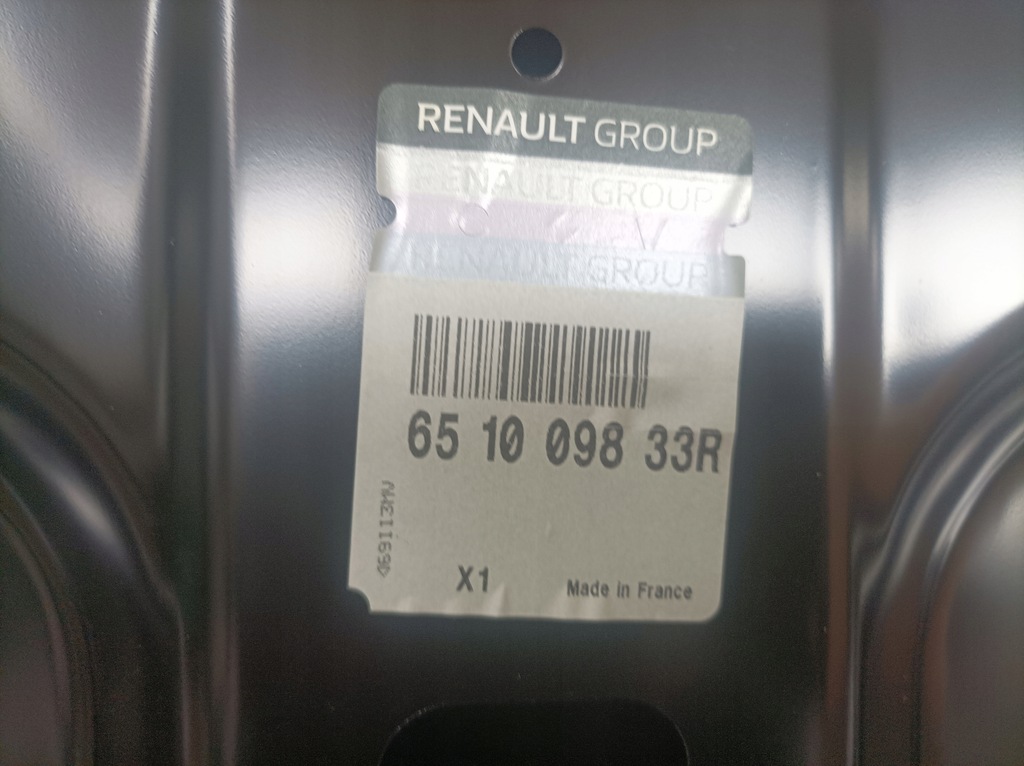 RENAULT GROUP
RENAULT GROUP
RENAULT GROUP
65 10 098 33R
X1
Made in France